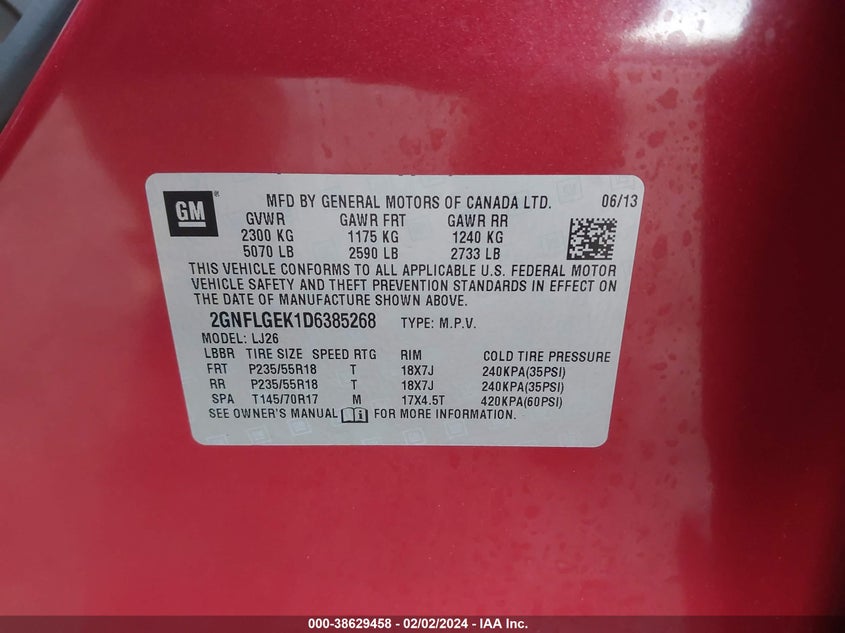 GM ® MFD BY GENERAL MOTORS OF CANADA LTD. 06/13
GVWR GAWR FRT GAWR RR
2300 KG 1175 KG 1240 KG
5070 LB 2590 LB 2733 LB
THIS VEHICLE CONFORMS TO ALL APPLICABLE U.S. FEDERAL MOTOR
VEHICLE SAFETY AND THEFT PREVENTION STANDARDS IN EFFECT ON
THE DATE OF MANUFACTURE SHOWN ABOVE.
2GNFLGEK1D6385268 TYPE: M.P.V.
MODEL: LJ26
LBBR TIRE SIZE SPEED RTG RIM COLD TIRE PRESSURE
FRT P235/55R18 T 18X7J 240KPA(35PSI)
RR P235/55R18 T 18X7J 240KPA(35PSI)
SPA T145/70R17 M 17X4.5T 420KPA(60PSI)
SEE OWNER'S MANUAL i FOR MORE INFORMATION.
000-38629458 - 02/02/2024 - IAA Inc.